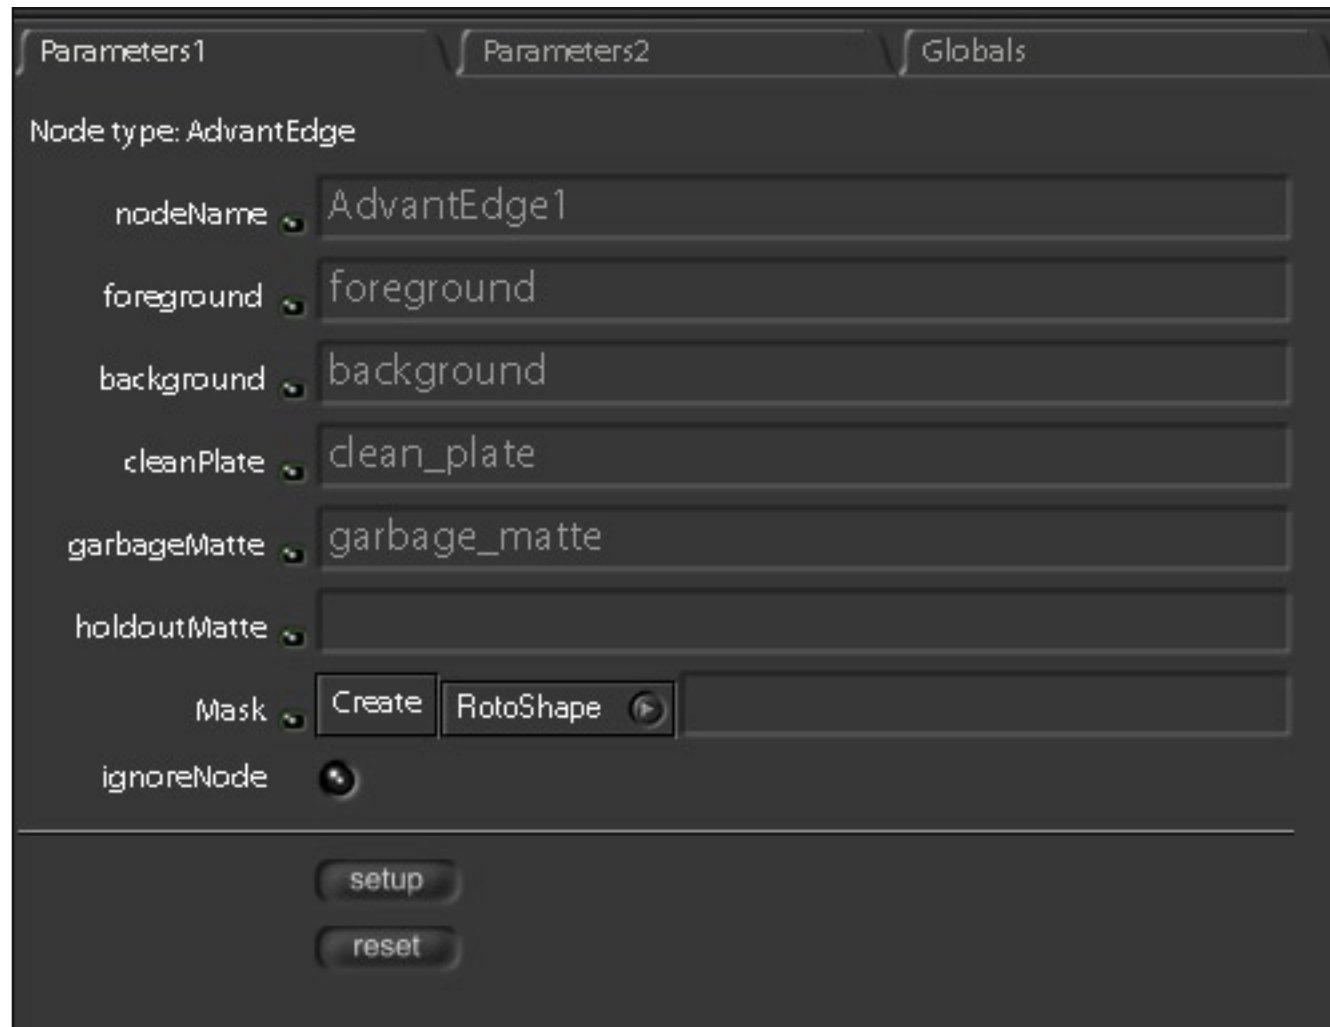 Parameters1 Parameters2 Globals
Node type: AdvantEdge
nodeName AdvantEdge1
foreground foreground
background background
cleanPlate clean_plate
garbageMatte garbage_matte
holdoutMatte
Mask Create RotoShape
ignoreNode
setup
reset